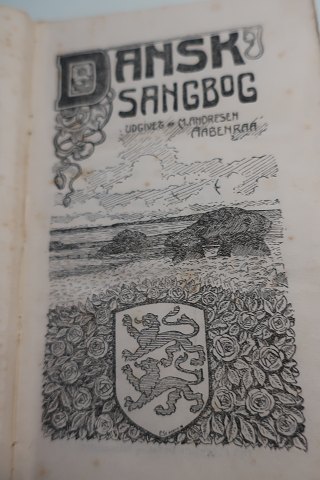 DANSK
SANGBOG
UDGIVET AF M. ANDRESEN
AABENRAA